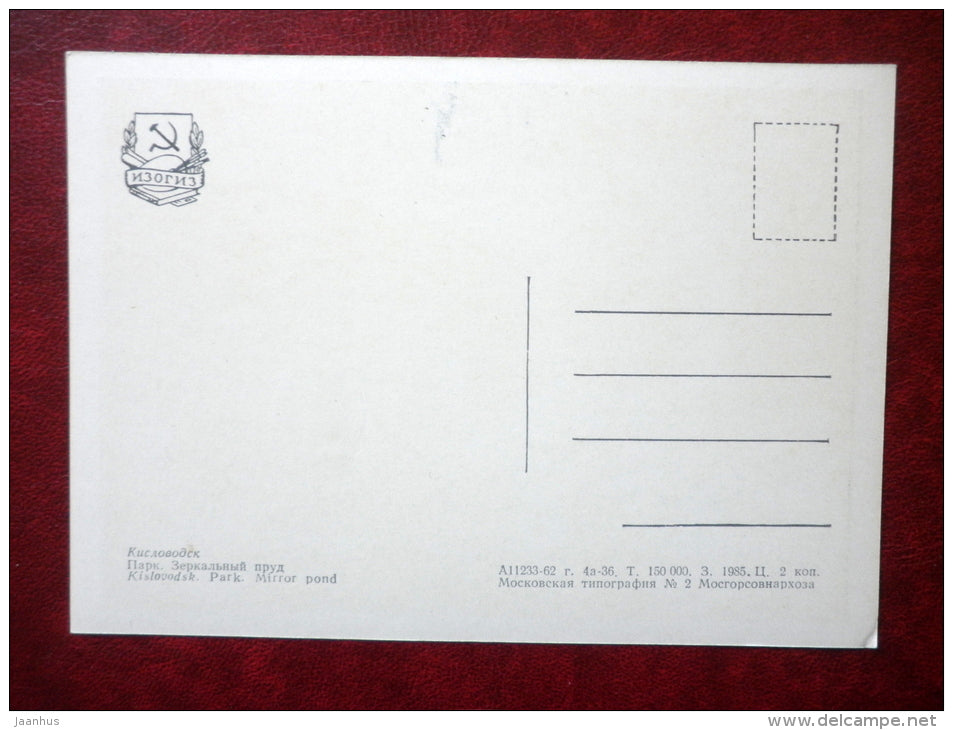 ИЗОГИЗ
Кисловодск
Парк. Зеркальный пруд
Kislovodsk. Park. Mirror pond
А11233-62 г. 4а-36. Т. 150 000. З. 1985. Ц. 2 коп.
Московская типография № 2 Мосгорсовнархоза
jaanhus
www.delcampe.net